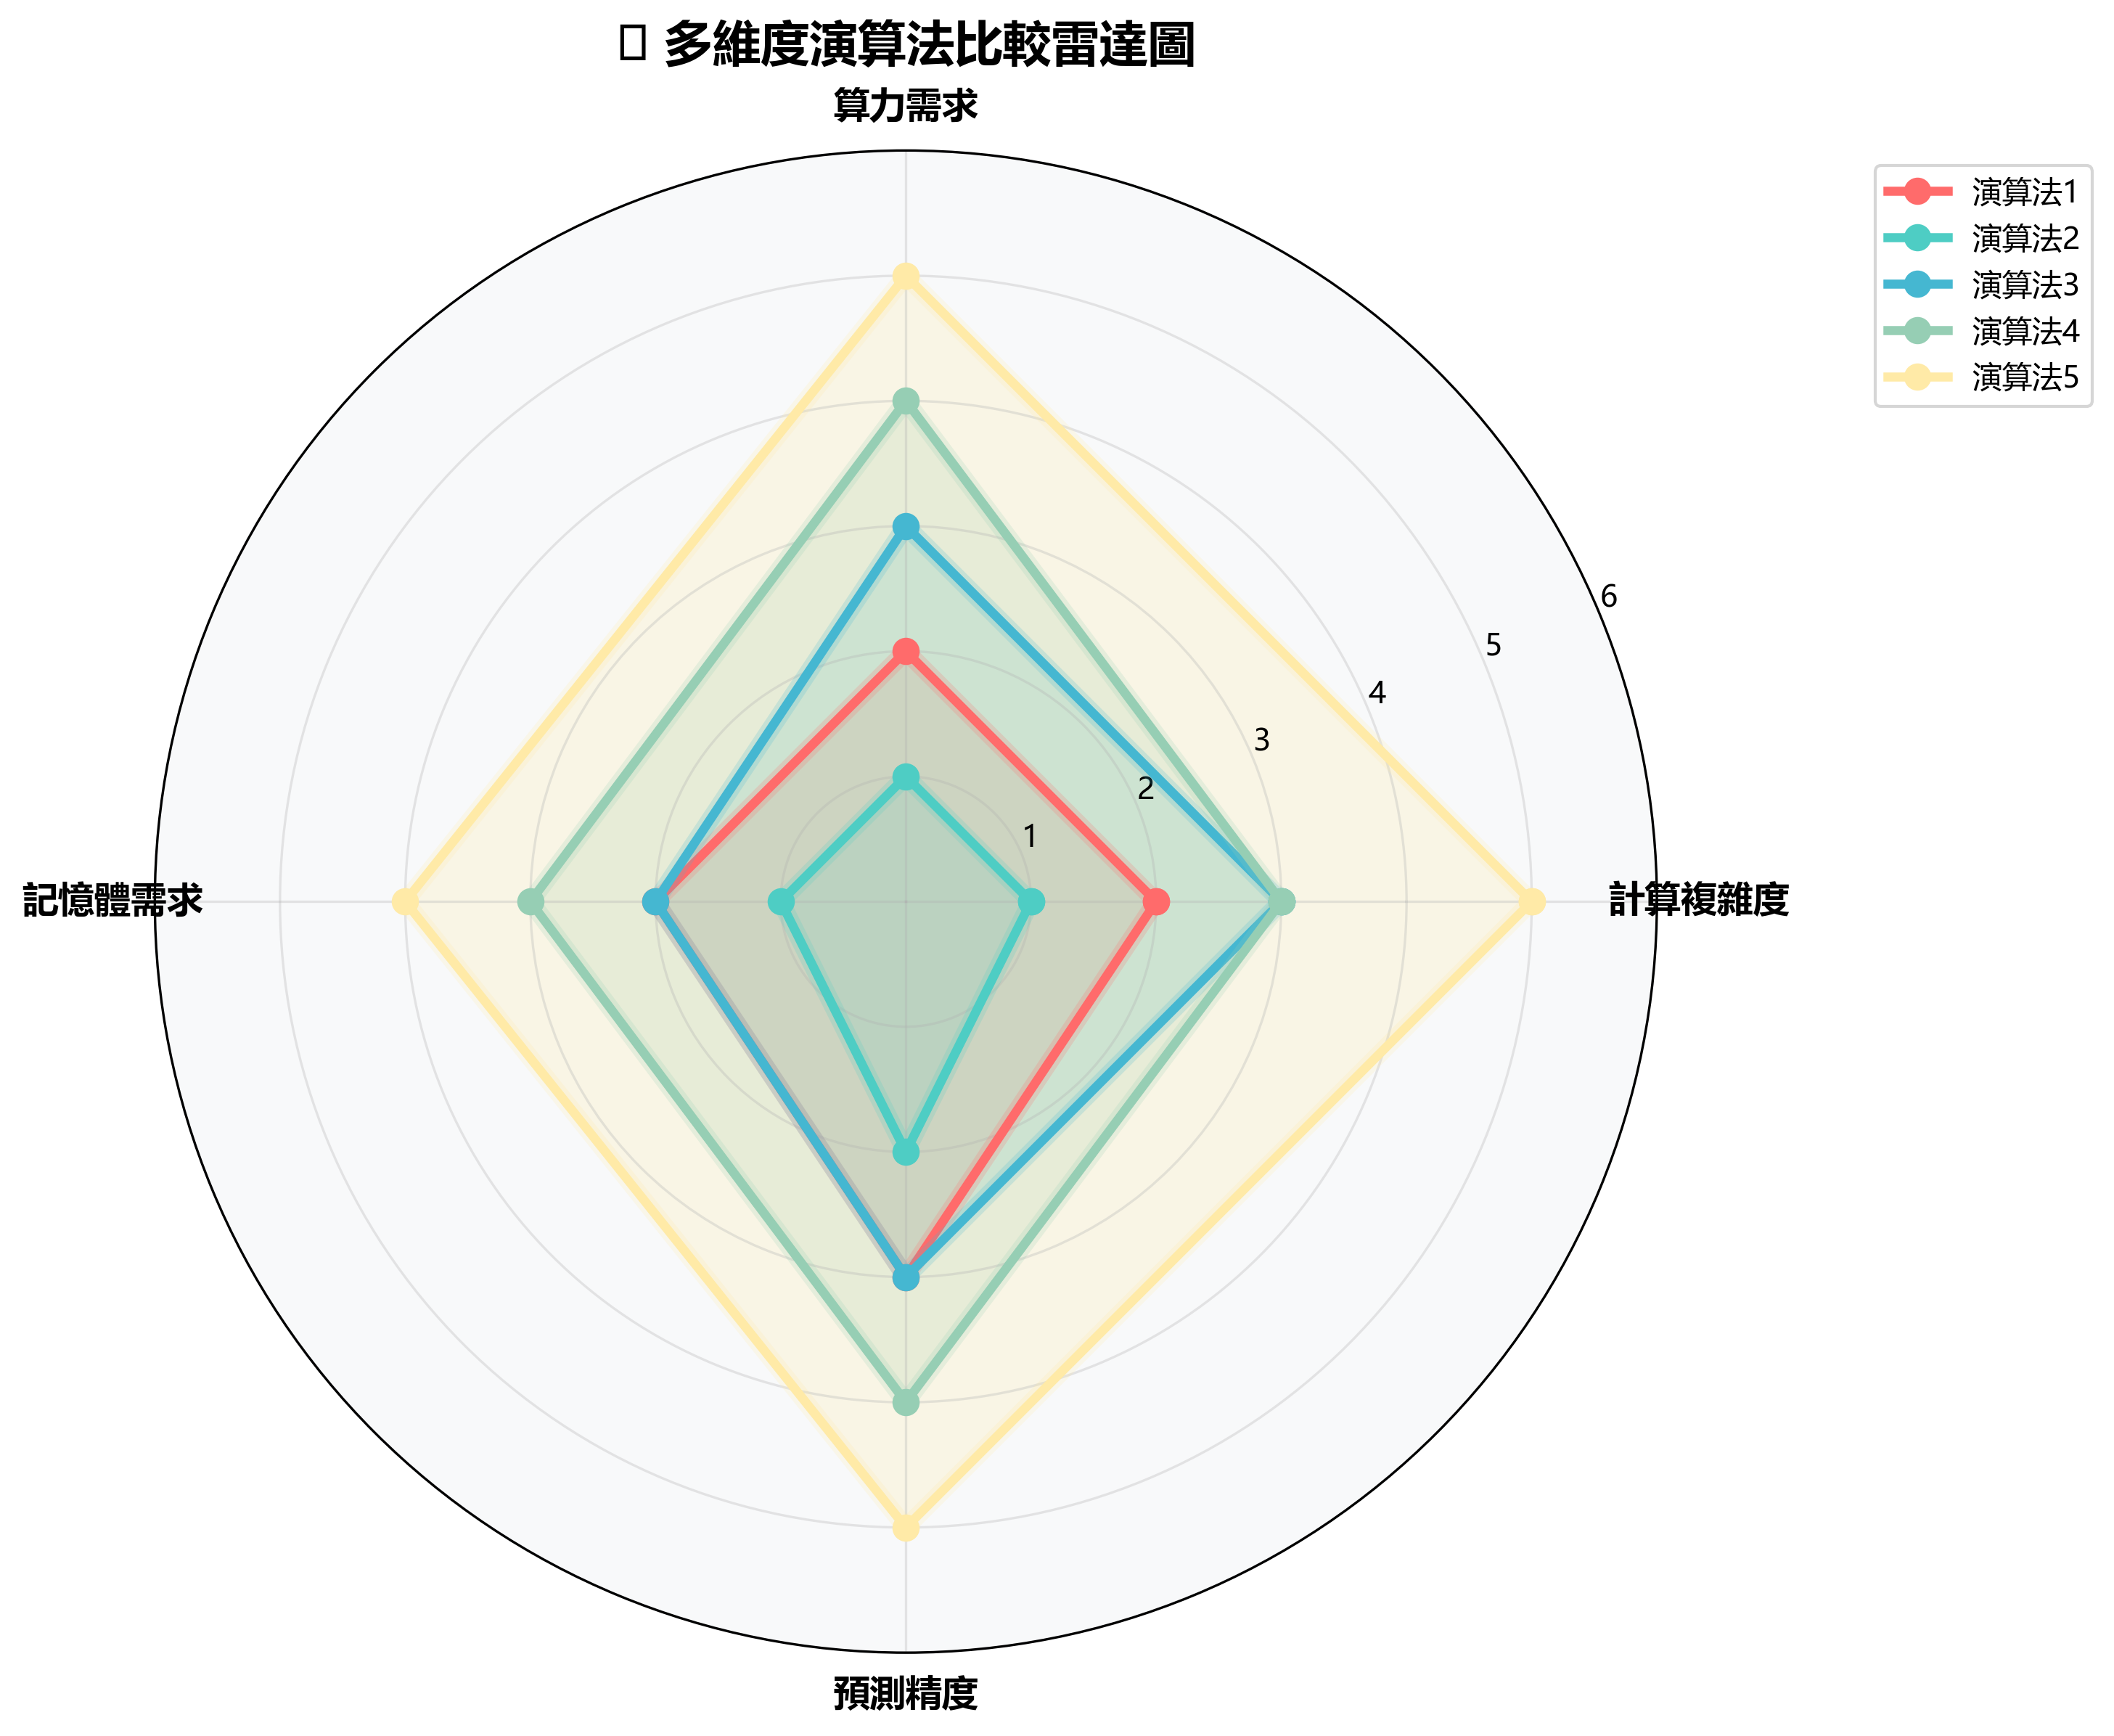 多維度演算法比較雷達圖
算力需求
演算法1
演算法2
演算法3
演算法4
演算法5
6
5
4
3
2
1
記憶體需求
計算複雜度
預測精度